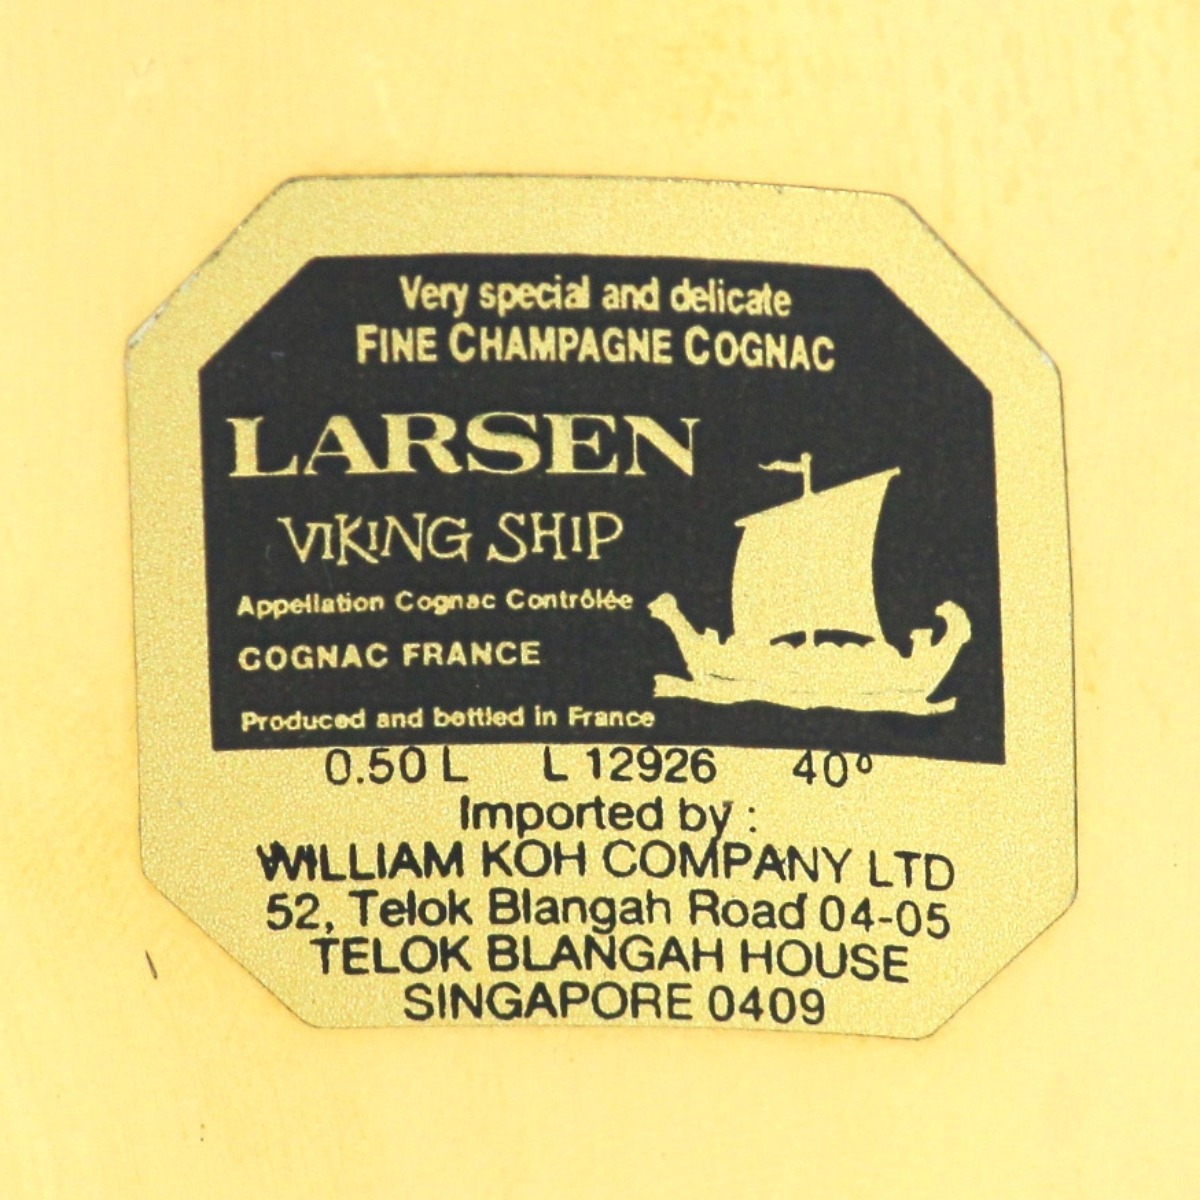 Very special and delicate
FINE CHAMPAGNE COGNAC
LARSEN
VIKING SHIP
Appellation Cognac Contrôlée
COGNAC FRANCE
Produced and bottled in France
0.50 L L 12926 40°
Imported by :
WILLIAM KOH COMPANY LTD
52, Telok Blangah Road 04-05
TELOK BLANGAH HOUSE
SINGAPORE 0409